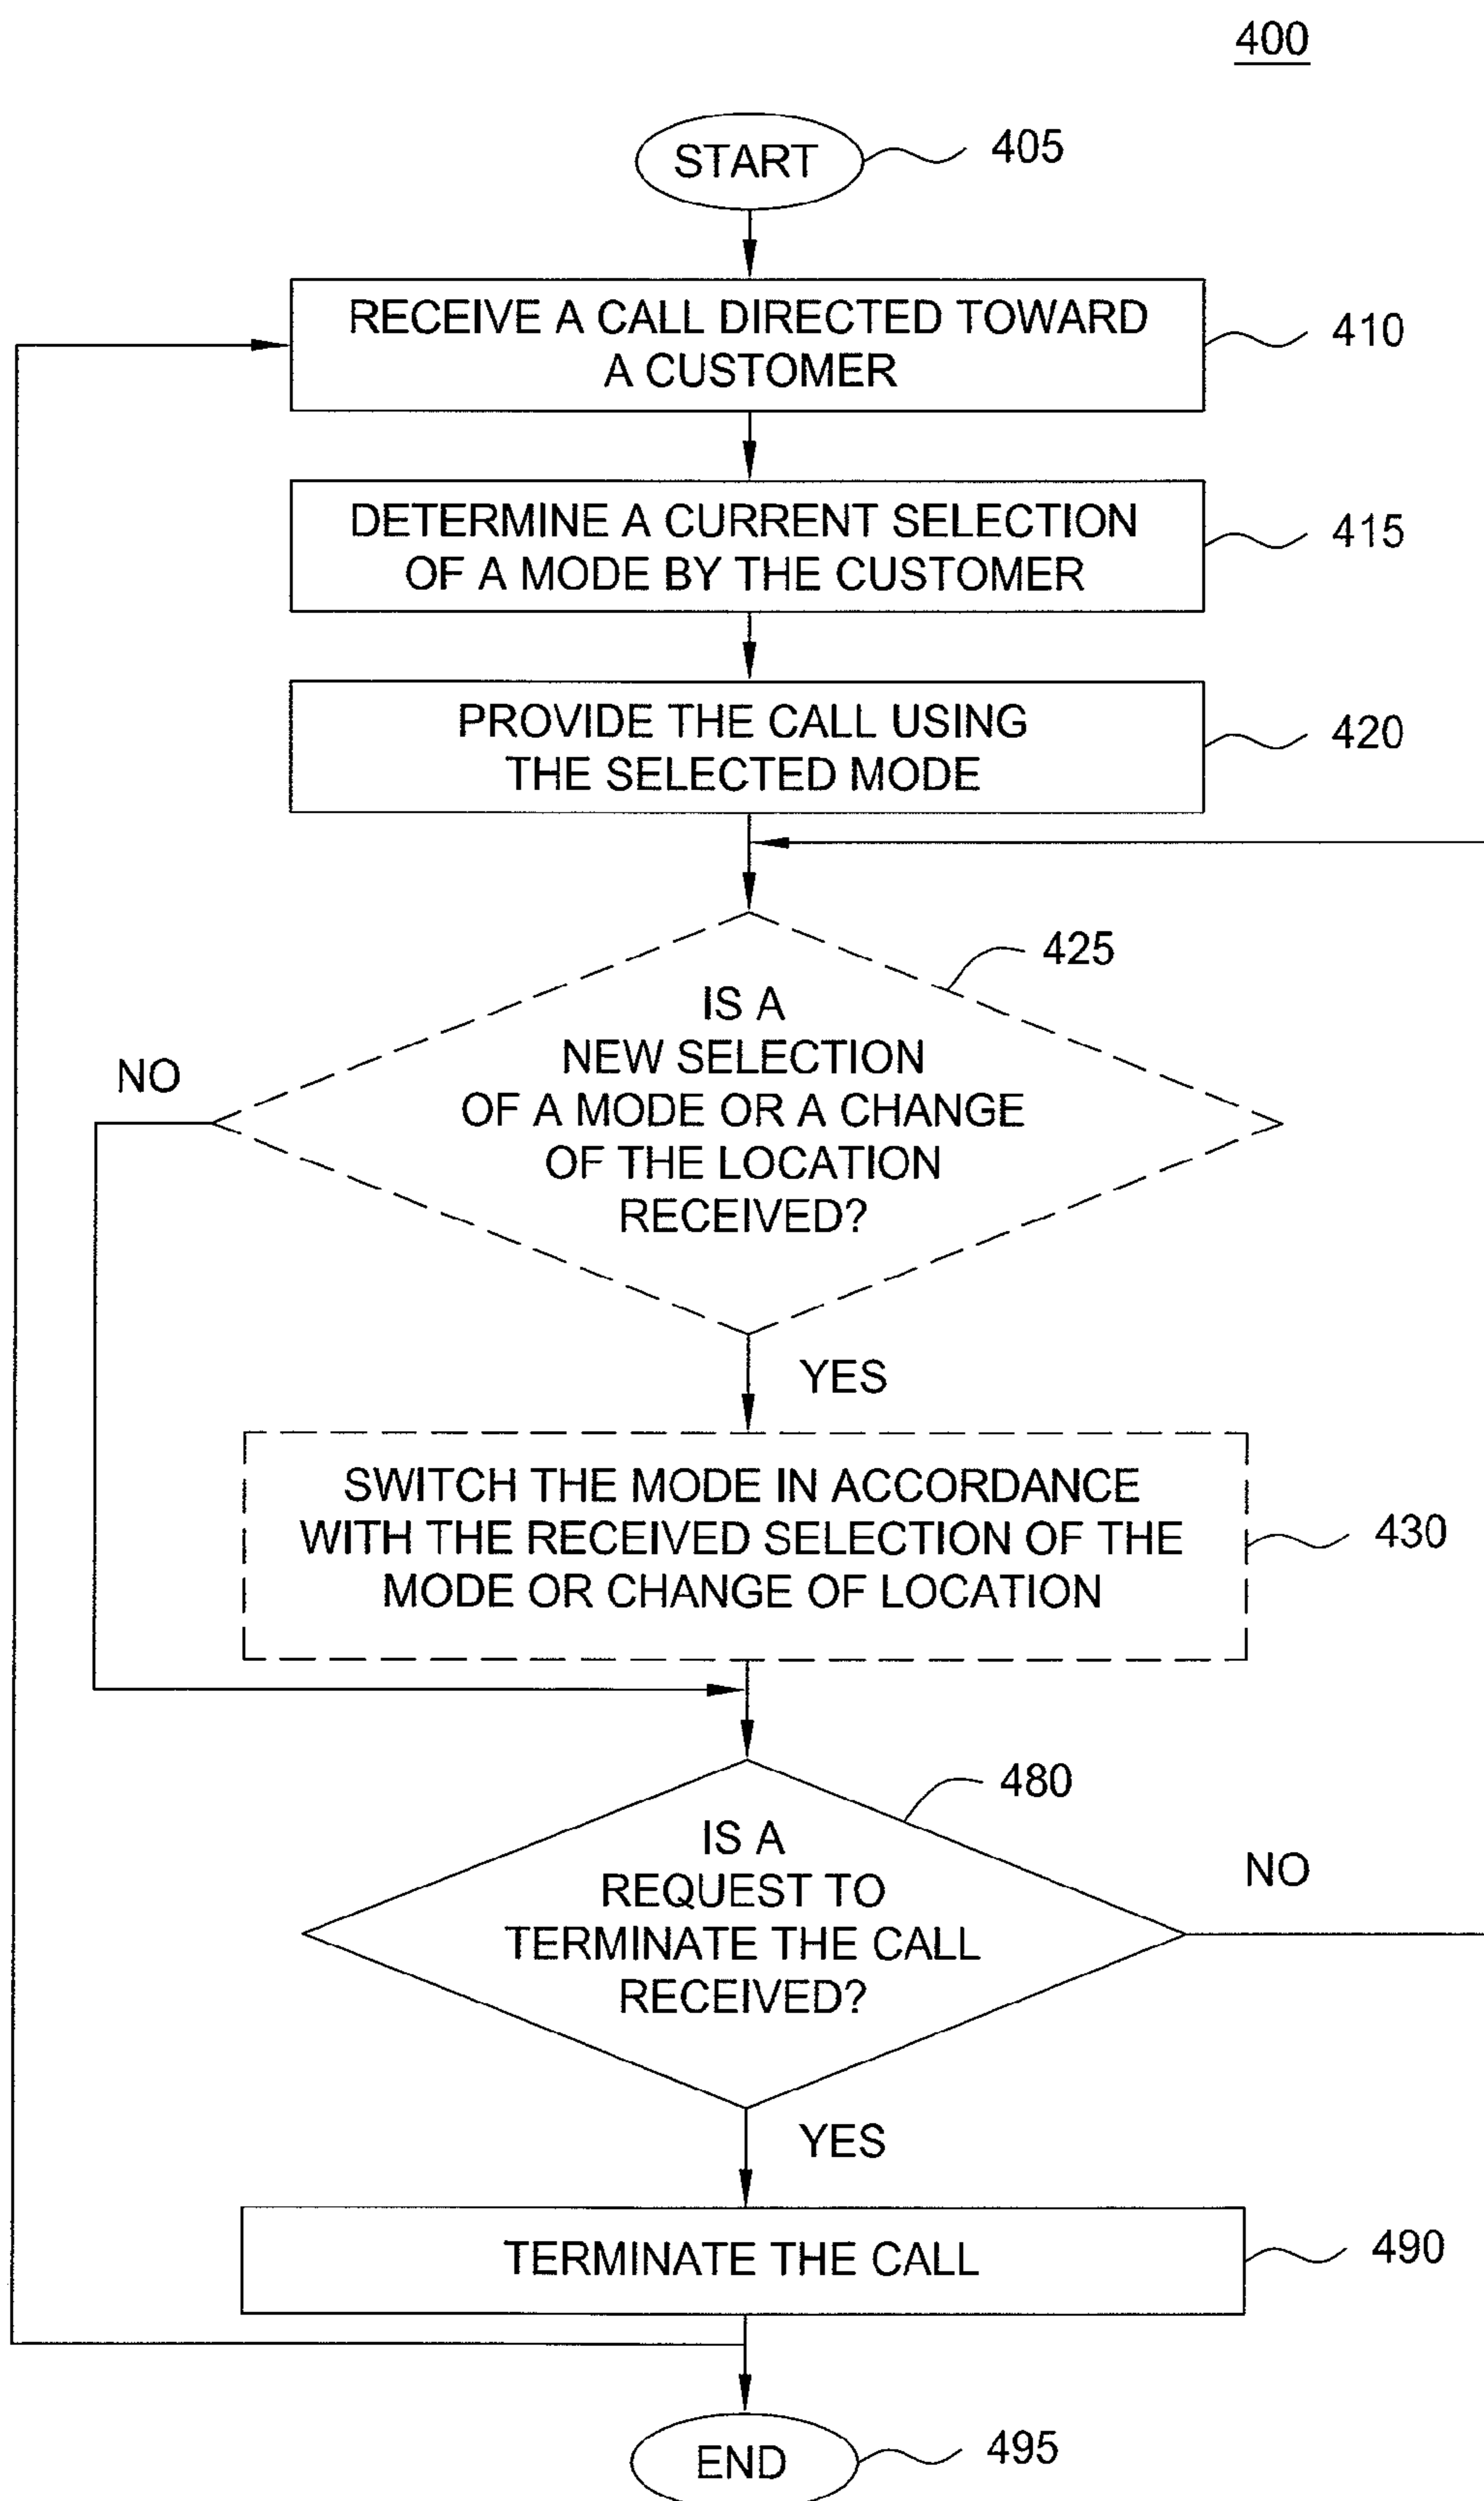 400
START
405
RECEIVE A CALL DIRECTED TOWARD
A CUSTOMER
410
DETERMINE A CURRENT SELECTION
OF A MODE BY THE CUSTOMER
415
PROVIDE THE CALL USING
THE SELECTED MODE
420
425
IS A
NEW SELECTION
OF A MODE OR A CHANGE
OF THE LOCATION
RECEIVED?
NO
YES
SWITCH THE MODE IN ACCORDANCE
WITH THE RECEIVED SELECTION OF THE
MODE OR CHANGE OF LOCATION
430
480
IS A
REQUEST TO
TERMINATE THE CALL
RECEIVED?
NO
YES
TERMINATE THE CALL
490
END
495